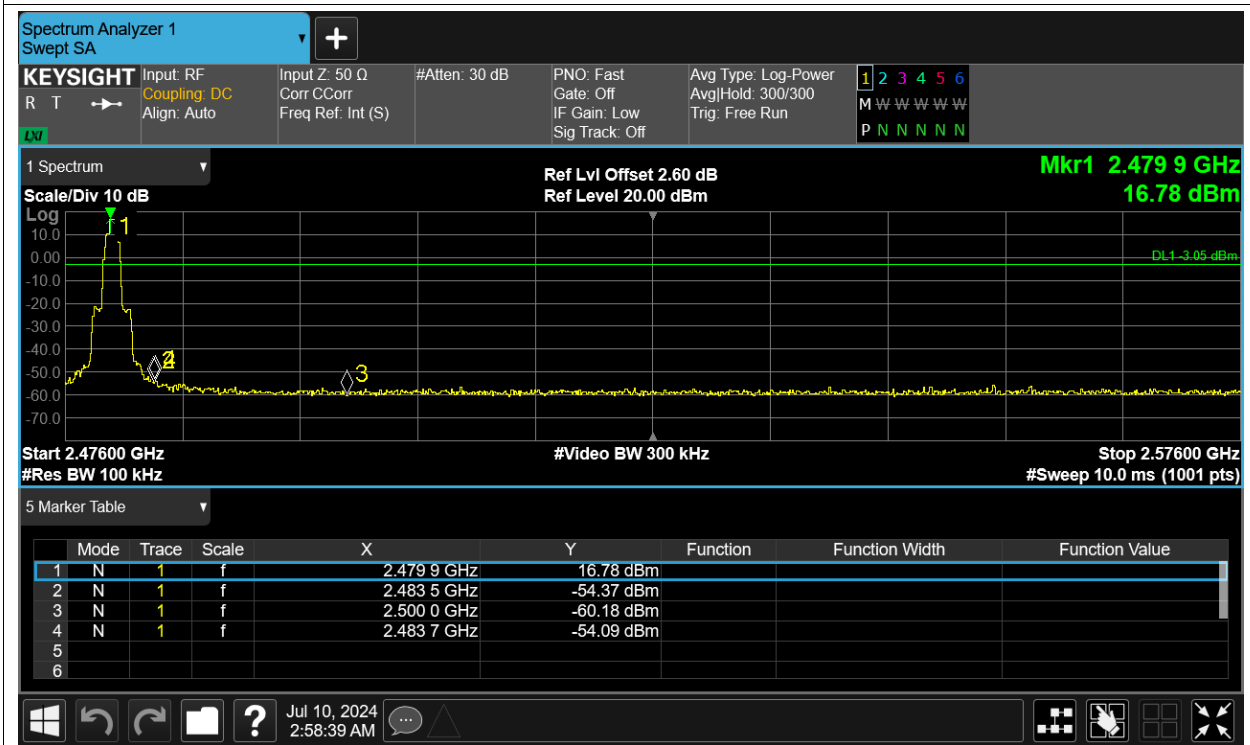 Spectrum Analyzer 1
Swept SA
+
KEYSIGHT
R T
LXI
Input: RF
Coupling: DC
Align: Auto
Input Z: 50 Ω
Corr CCorr
Freq Ref: Int (S)
#Atten: 30 dB
PNO: Fast
Gate: Off
IF Gain: Low
Sig Track: Off
Avg Type: Log-Power
Avg|Hold: 300/300
Trig: Free Run
1 2 3 4 5 6
M W W W W W
P N N N N N
1 Spectrum
Scale/Div 10 dB
Ref Lvl Offset 2.60 dB
Ref Level 20.00 dBm
Mkr1 2.479 9 GHz
16.78 dBm
Log
10.0
0.00
-10.0
-20.0
-30.0
-40.0
-50.0
-60.0
-70.0
1
3
DL1 -3.05 dBm
Start 2.47600 GHz
#Video BW 300 kHz
Stop 2.57600 GHz
#Res BW 100 kHz
#Sweep 10.0 ms (1001 pts)
5 Marker Table
Mode Trace Scale X Y Function Function Width Function Value
1 N 1 f 2.479 9 GHz 16.78 dBm
2 N 1 f 2.483 5 GHz -54.37 dBm
3 N 1 f 2.500 0 GHz -60.18 dBm
4 N 1 f 2.483 7 GHz -54.09 dBm
5
6
?
Jul 10, 2024
2:58:39 AM